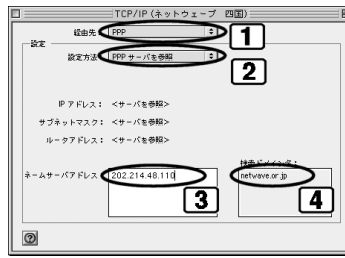 TCP/IP (ネットウェーブ 四国)
経由先: PPP
1
設定
設定方法: PPP サーバを参照
2
IP アドレス: <サーバを参照>
サブネットマスク: <サーバを参照>
ルータアドレス: <サーバを参照>
検索ドメイン名:
ネームサーバアドレス: 202.214.48.110
netwave.or.jp
3
4
?